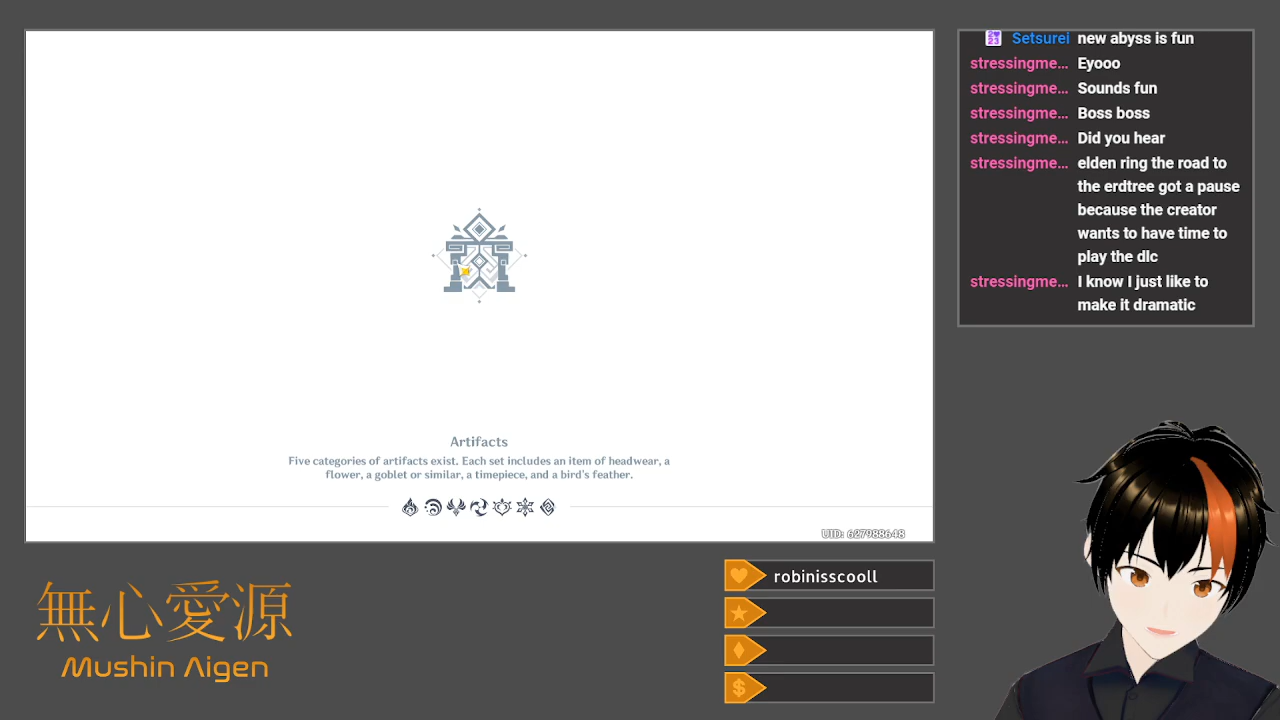 Setsurei new abyss is fun
stressingme... Eyooo
stressingme... Sounds fun
stressingme... Boss boss
stressingme... Did you hear
stressingme... elden ring the road to
the erdtree got a pause
because the creator
wants to have time to
play the dlc
stressingme... I know I just like to
make it dramatic
Artifacts
Five categories of artifacts exist. Each set includes an item of headwear, a
flower, a goblet or similar, a timepiece, and a bird's feather.
UID: 627988648
robinisscooll
$
無心愛源
Mushin Aigen